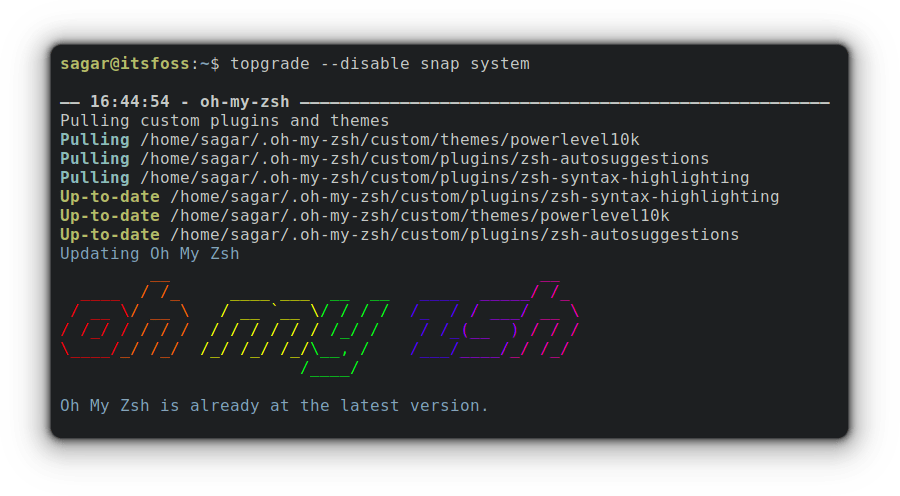 sagar@itsfoss:~$ topgrade --disable snap system
―― 16:44:54 - oh-my-zsh ―――――――――――――――――――――――――――――――――――――――――――――――――――――
Pulling custom plugins and themes
Pulling /home/sagar/.oh-my-zsh/custom/themes/powerlevel10k
Pulling /home/sagar/.oh-my-zsh/custom/plugins/zsh-autosuggestions
Pulling /home/sagar/.oh-my-zsh/custom/plugins/zsh-syntax-highlighting
Up-to-date /home/sagar/.oh-my-zsh/custom/plugins/zsh-syntax-highlighting
Up-to-date /home/sagar/.oh-my-zsh/custom/themes/powerlevel10k
Up-to-date /home/sagar/.oh-my-zsh/custom/plugins/zsh-autosuggestions
Updating Oh My Zsh
oh my zsh
Oh My Zsh is already at the latest version.